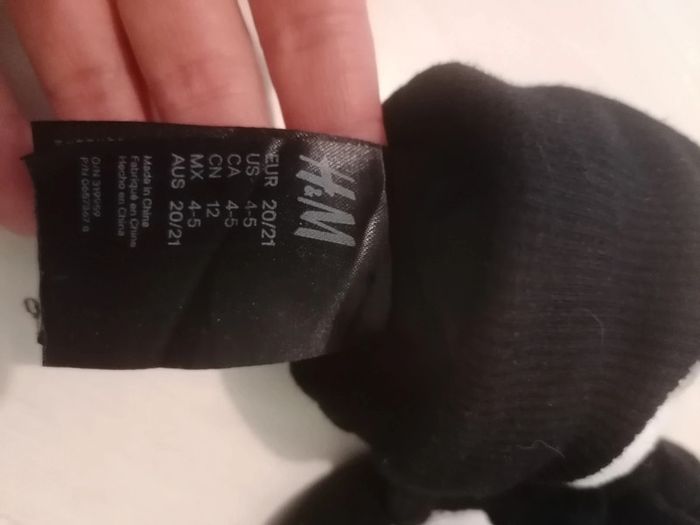 H&M
EUR 20/21
US 4-5
CA 4-5
CN 12
MX 4-5
AUS 20/21
Made in China
Fabriqué en Chine
Hecho en China